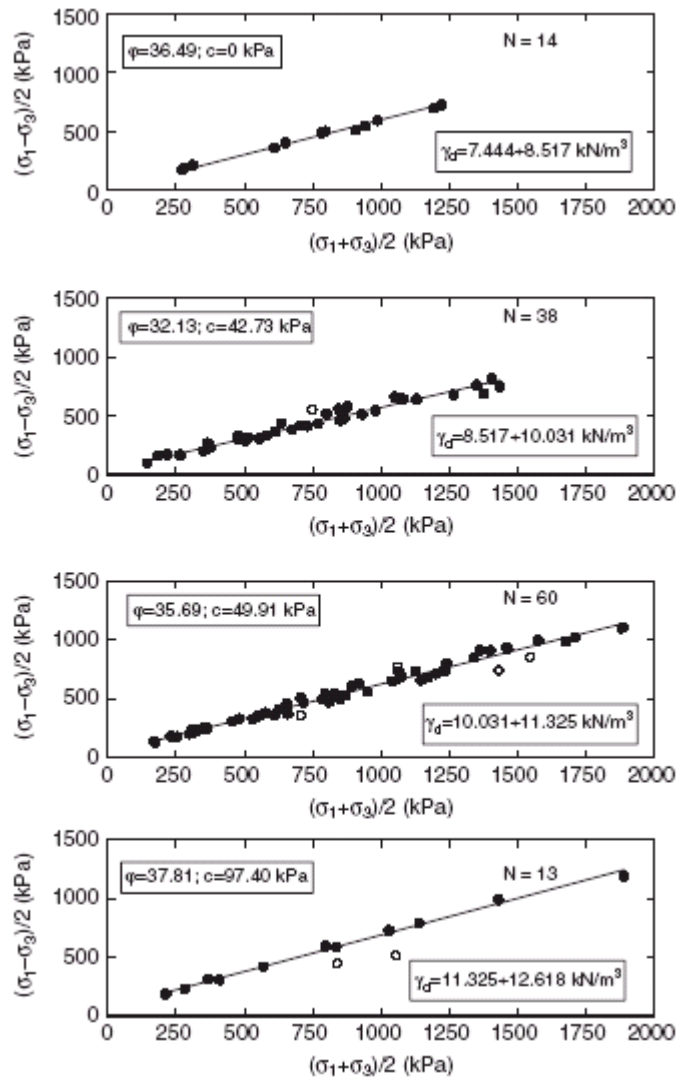 1500
1000
500
0
(σ₁−σ₃)/2 (kPa)
φ=36.49; c=0 kPa
N = 14
γd=7.444+8.517 kN/m³
0 250 500 750 1000 1250 1500 1750 2000
(σ₁+σ₃)/2 (kPa)
1500
1000
500
0
(σ₁−σ₃)/2 (kPa)
φ=32.13; c=42.73 kPa
N = 38
γd=8.517+10.031 kN/m³
0 250 500 750 1000 1250 1500 1750 2000
(σ₁+σ₃)/2 (kPa)
1500
1000
500
0
(σ₁−σ₃)/2 (kPa)
φ=35.69; c=49.91 kPa
N = 60
γd=10.031+11.325 kN/m³
0 250 500 750 1000 1250 1500 1750 2000
(σ₁+σ₃)/2 (kPa)
1500
1000
500
0
(σ₁−σ₃)/2 (kPa)
φ=37.81; c=97.40 kPa
N = 13
γd=11.325+12.618 kN/m³
0 250 500 750 1000 1250 1500 1750 2000
(σ₁+σ₃)/2 (kPa)